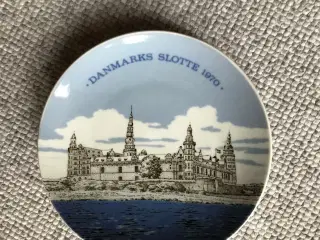 · DANMARKS SLOTTE 1970 ·